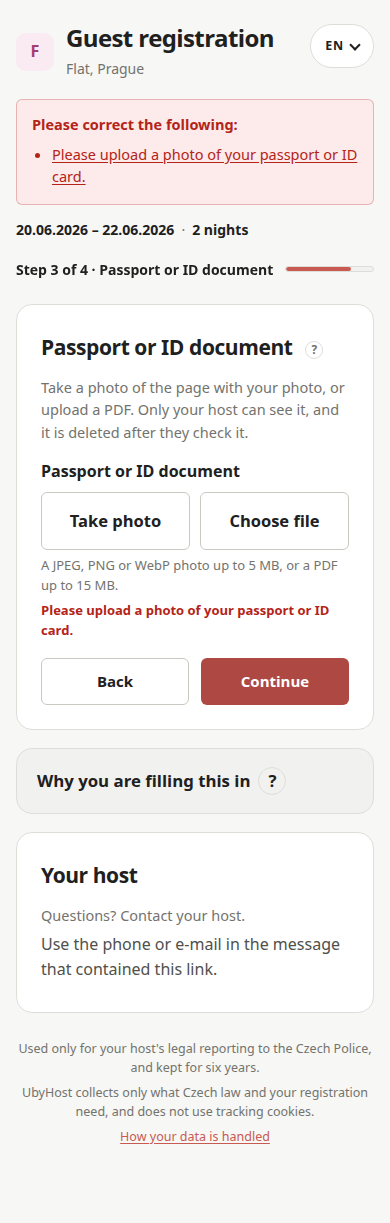 F
Guest registration
Flat, Prague
EN
Please correct the following:
• Please upload a photo of your passport or ID
card.
20.06.2026 – 22.06.2026 · 2 nights
Step 3 of 4 · Passport or ID document
Passport or ID document ?
Take a photo of the page with your photo, or
upload a PDF. Only your host can see it, and
it is deleted after they check it.
Passport or ID document
Take photo
Choose file
A JPEG, PNG or WebP photo up to 5 MB, or a PDF
up to 15 MB.
Please upload a photo of your passport or ID
card.
Back
Continue
Why you are filling this in ?
Your host
Questions? Contact your host.
Use the phone or e-mail in the message
that contained this link.
Used only for your host's legal reporting to the Czech Police,
and kept for six years.
UbyHost collects only what Czech law and your registration
need, and does not use tracking cookies.
How your data is handled